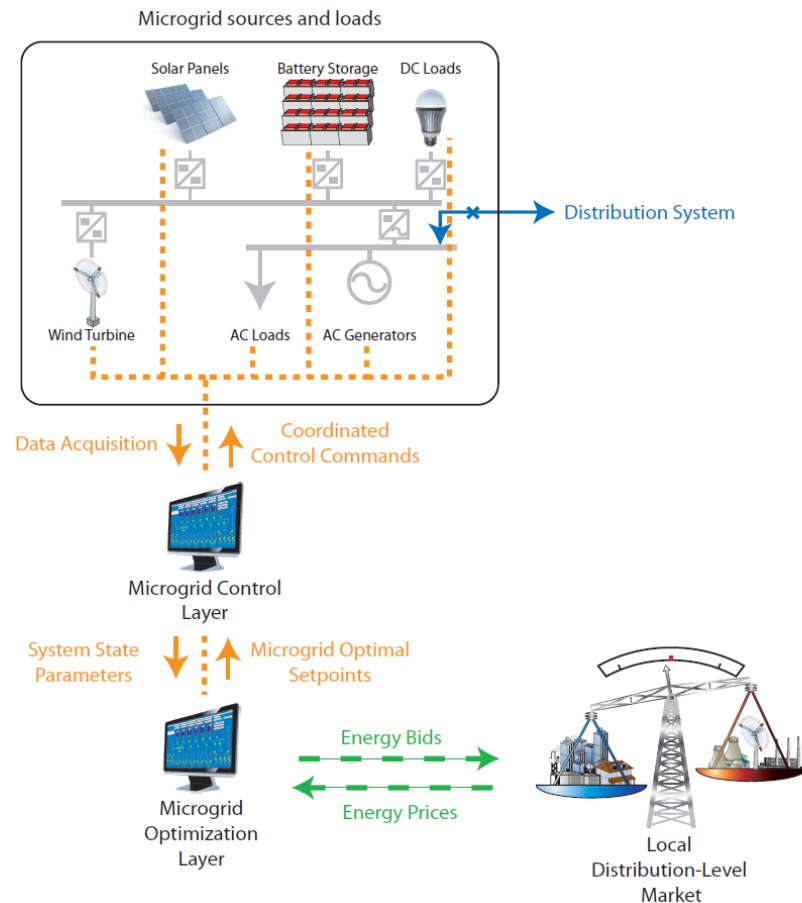 Microgrid sources and loads
Solar Panels
Battery Storage
DC Loads
Distribution System
Wind Turbine
AC Loads
AC Generators
Data Acquisition
Coordinated
Control Commands
Microgrid Control
Layer
System State
Parameters
Microgrid Optimal
Setpoints
Energy Bids
Energy Prices
Microgrid
Optimization
Layer
Local
Distribution-Level
Market